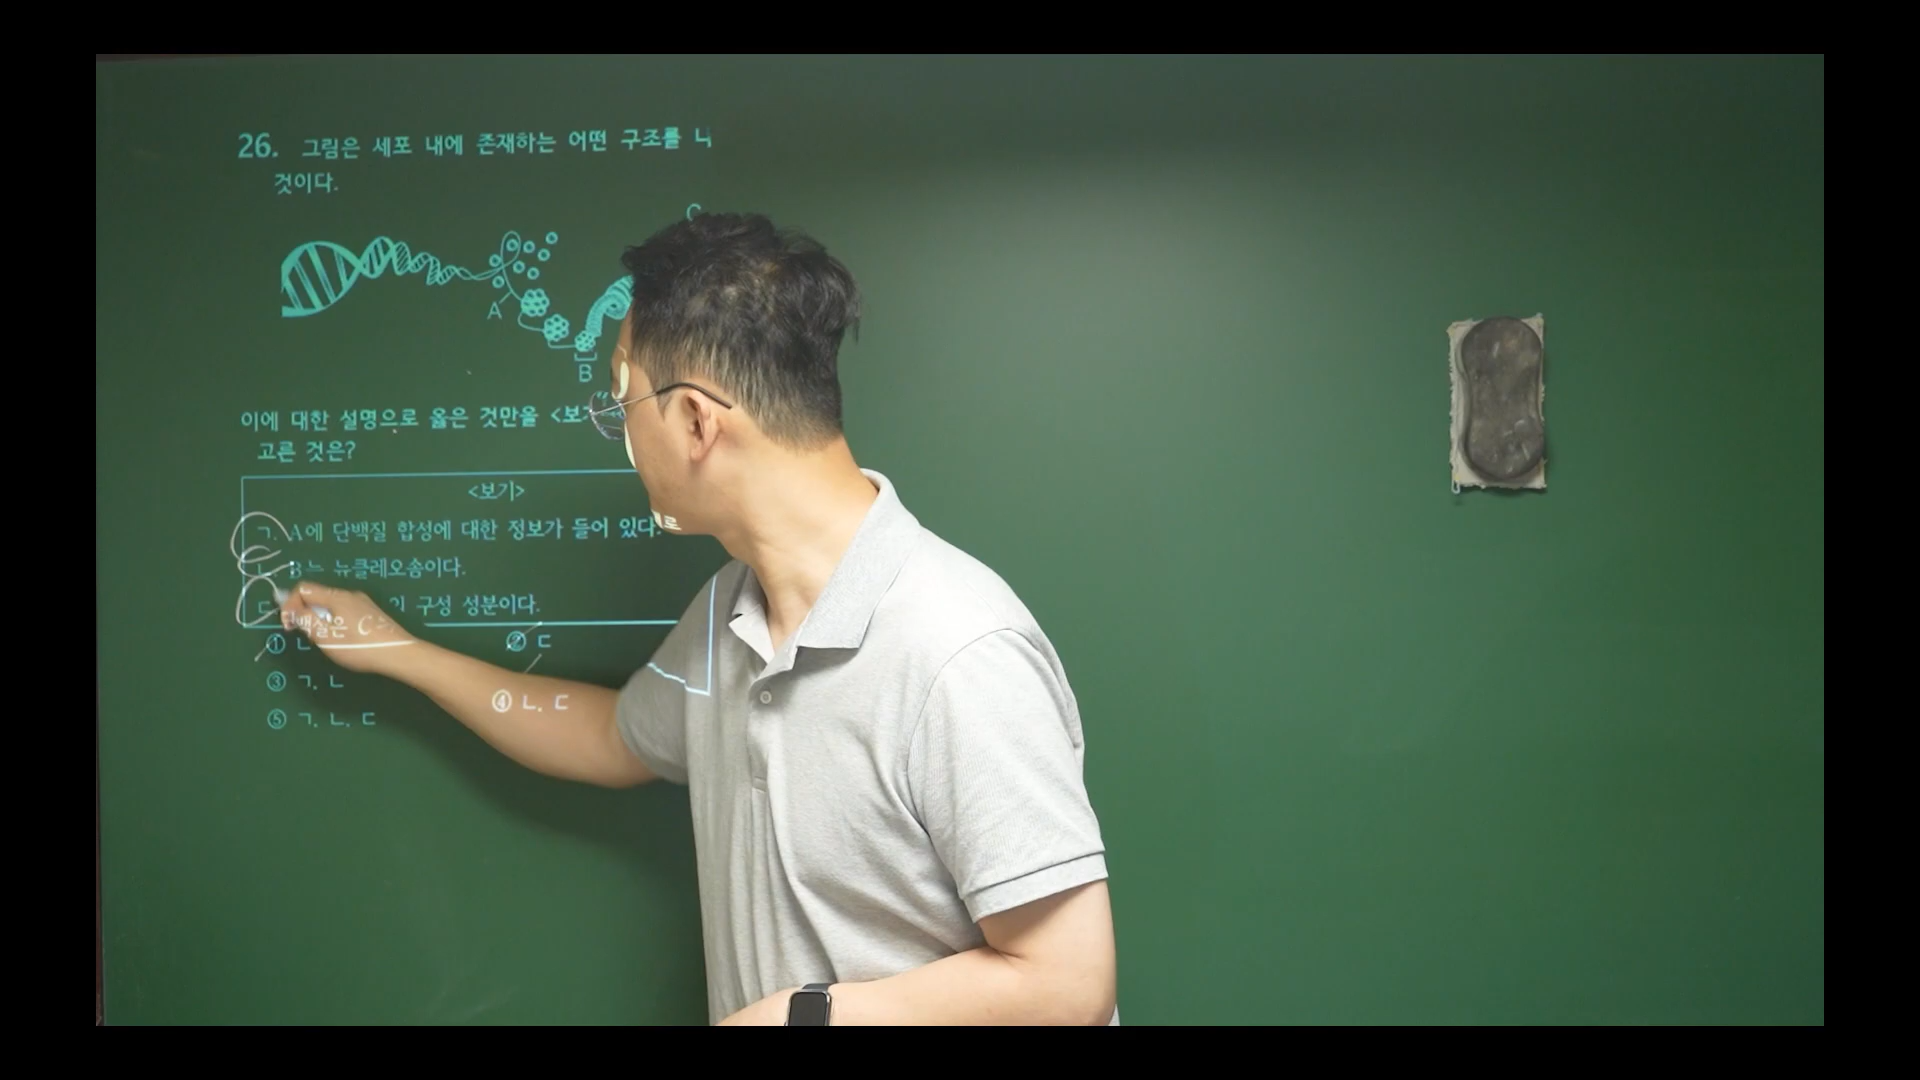 26. 그림은 세포 내에 존재하는 어떤 구조를 나
것이다.
C
A
B
이에 대한 설명으로 옳은 것만을 <보기
고른 것은?
<보기>
ㄱ. A에 단백질 합성에 대한 정보가 들어 있다.
ㄴ. B는 뉴클레오솜이다.
ㄷ. 단백질은 C의 구성 성분이다.
① ㄴ ② ㄷ
③ ㄱ, ㄴ ④ ㄴ, ㄷ
⑤ ㄱ, ㄴ, ㄷ